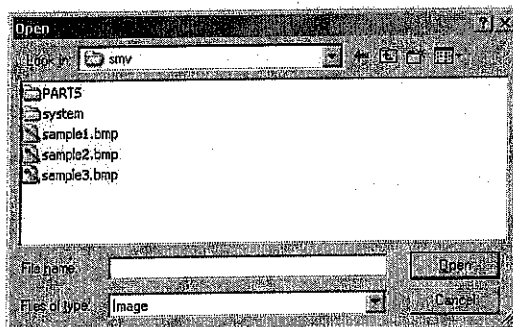 Open
Look in: smv
PARTS
system
sample1.bmp
sample2.bmp
sample3.bmp
File name:
Open
Files of type: Image
Cancel